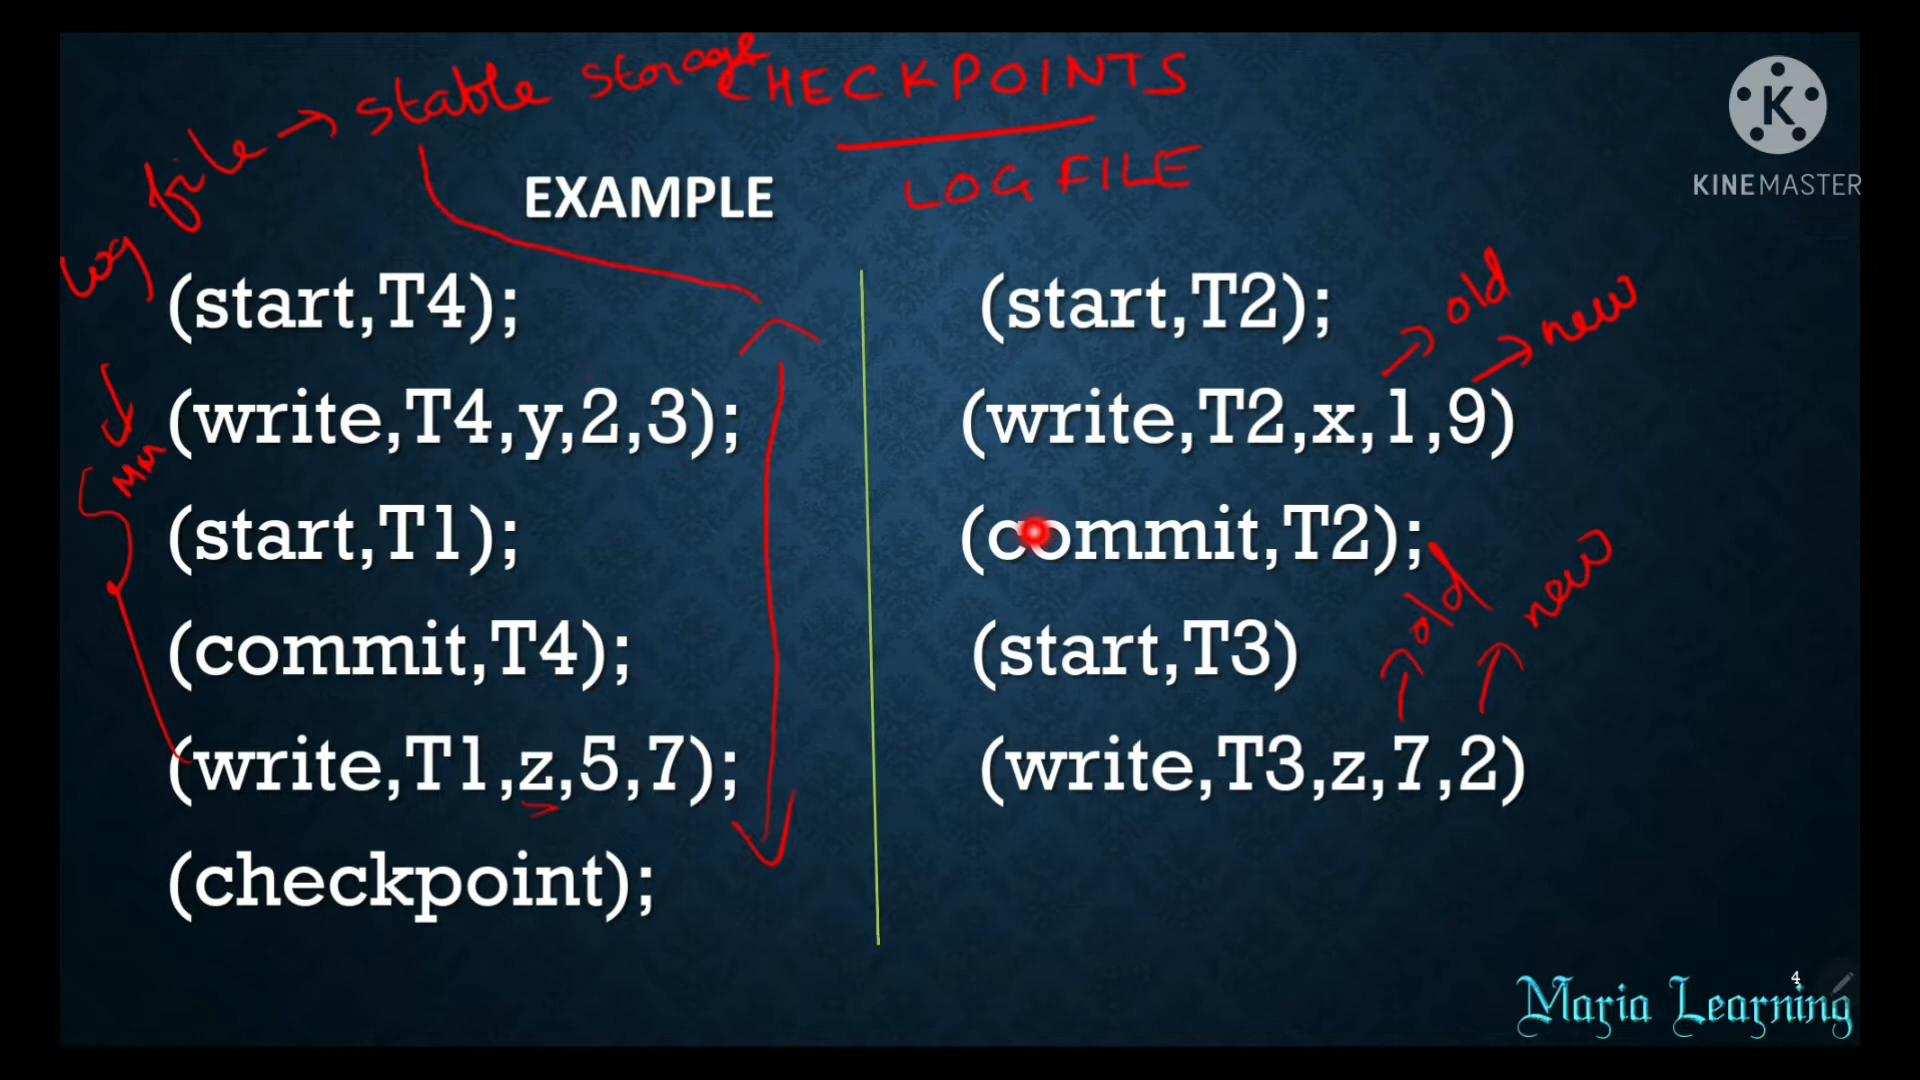 Log file → stable storage
CHECKPOINTS
LOG FILE
K
KINEMASTER
EXAMPLE
(start,T4);
(write,T4,y,2,3);
(start,T1);
(commit,T4);
(write,T1,z,5,7);
(checkpoint);
MM
(start,T2);
→ old
→ new
(write,T2,x,1,9)
(commit,T2);
old
new
(start,T3)
(write,T3,z,7,2)
4
Maria Learning